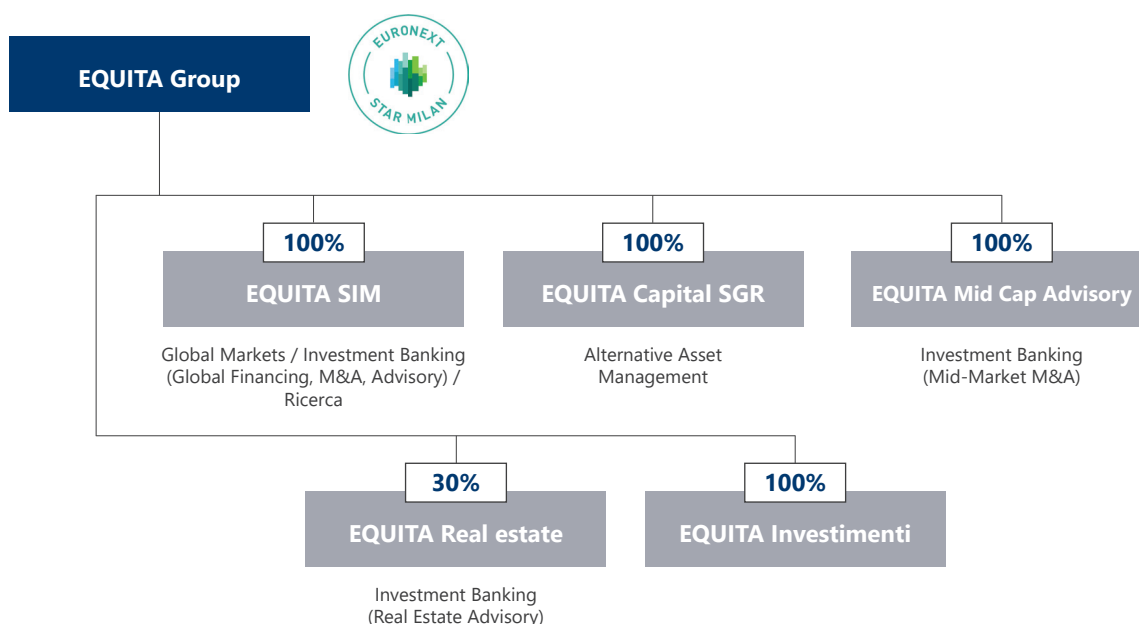 EQUITA Group
EURONEXT
STAR MILAN
100%
100%
100%
EQUITA SIM
EQUITA Capital SGR
EQUITA Mid Cap Advisory
Global Markets / Investment Banking
(Global Financing, M&A, Advisory) /
Ricerca
Alternative Asset
Management
Investment Banking
(Mid-Market M&A)
30%
100%
EQUITA Real estate
EQUITA Investimenti
Investment Banking
(Real Estate Advisory)